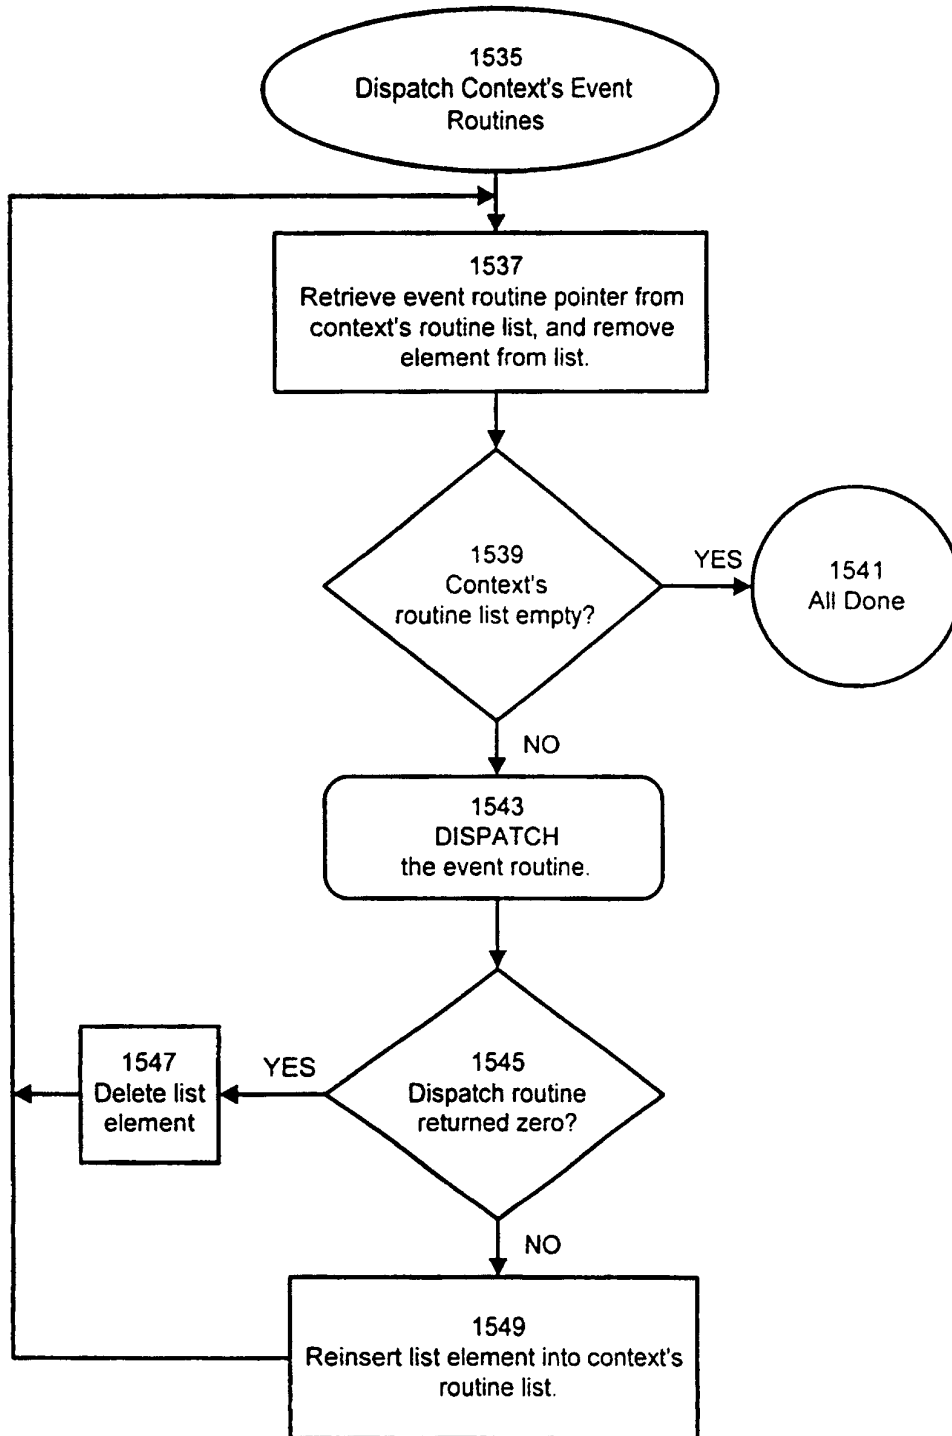 1535
Dispatch Context's Event
Routines
1537
Retrieve event routine pointer from
context's routine list, and remove
element from list.
1539
Context's
routine list empty?
YES
1541
All Done
NO
1543
DISPATCH
the event routine.
1545
Dispatch routine
returned zero?
YES
1547
Delete list
element
NO
1549
Reinsert list element into context's
routine list.